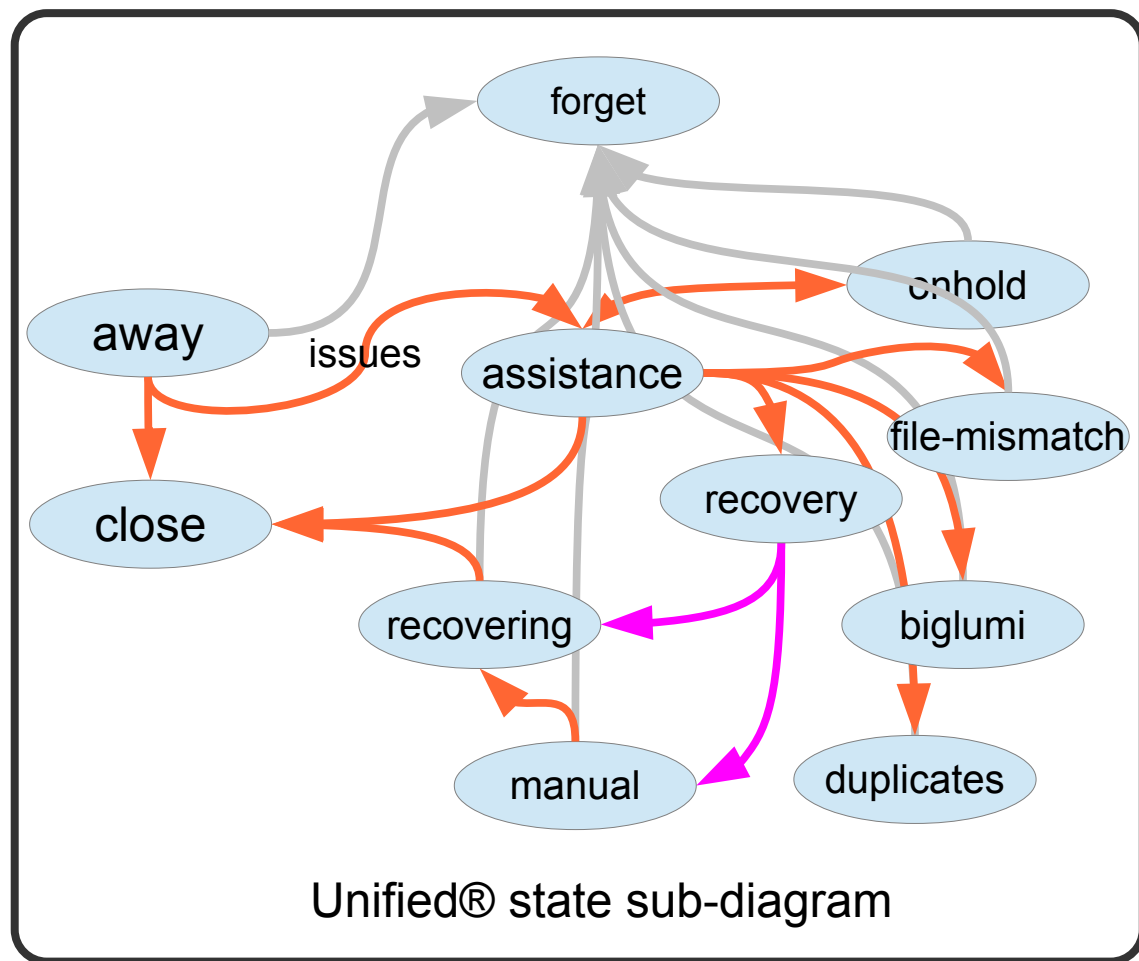 forget
onhold
away
issues
assistance
file-mismatch
close
recovery
recovering
biglumi
manual
duplicates
Unified® state sub-diagram